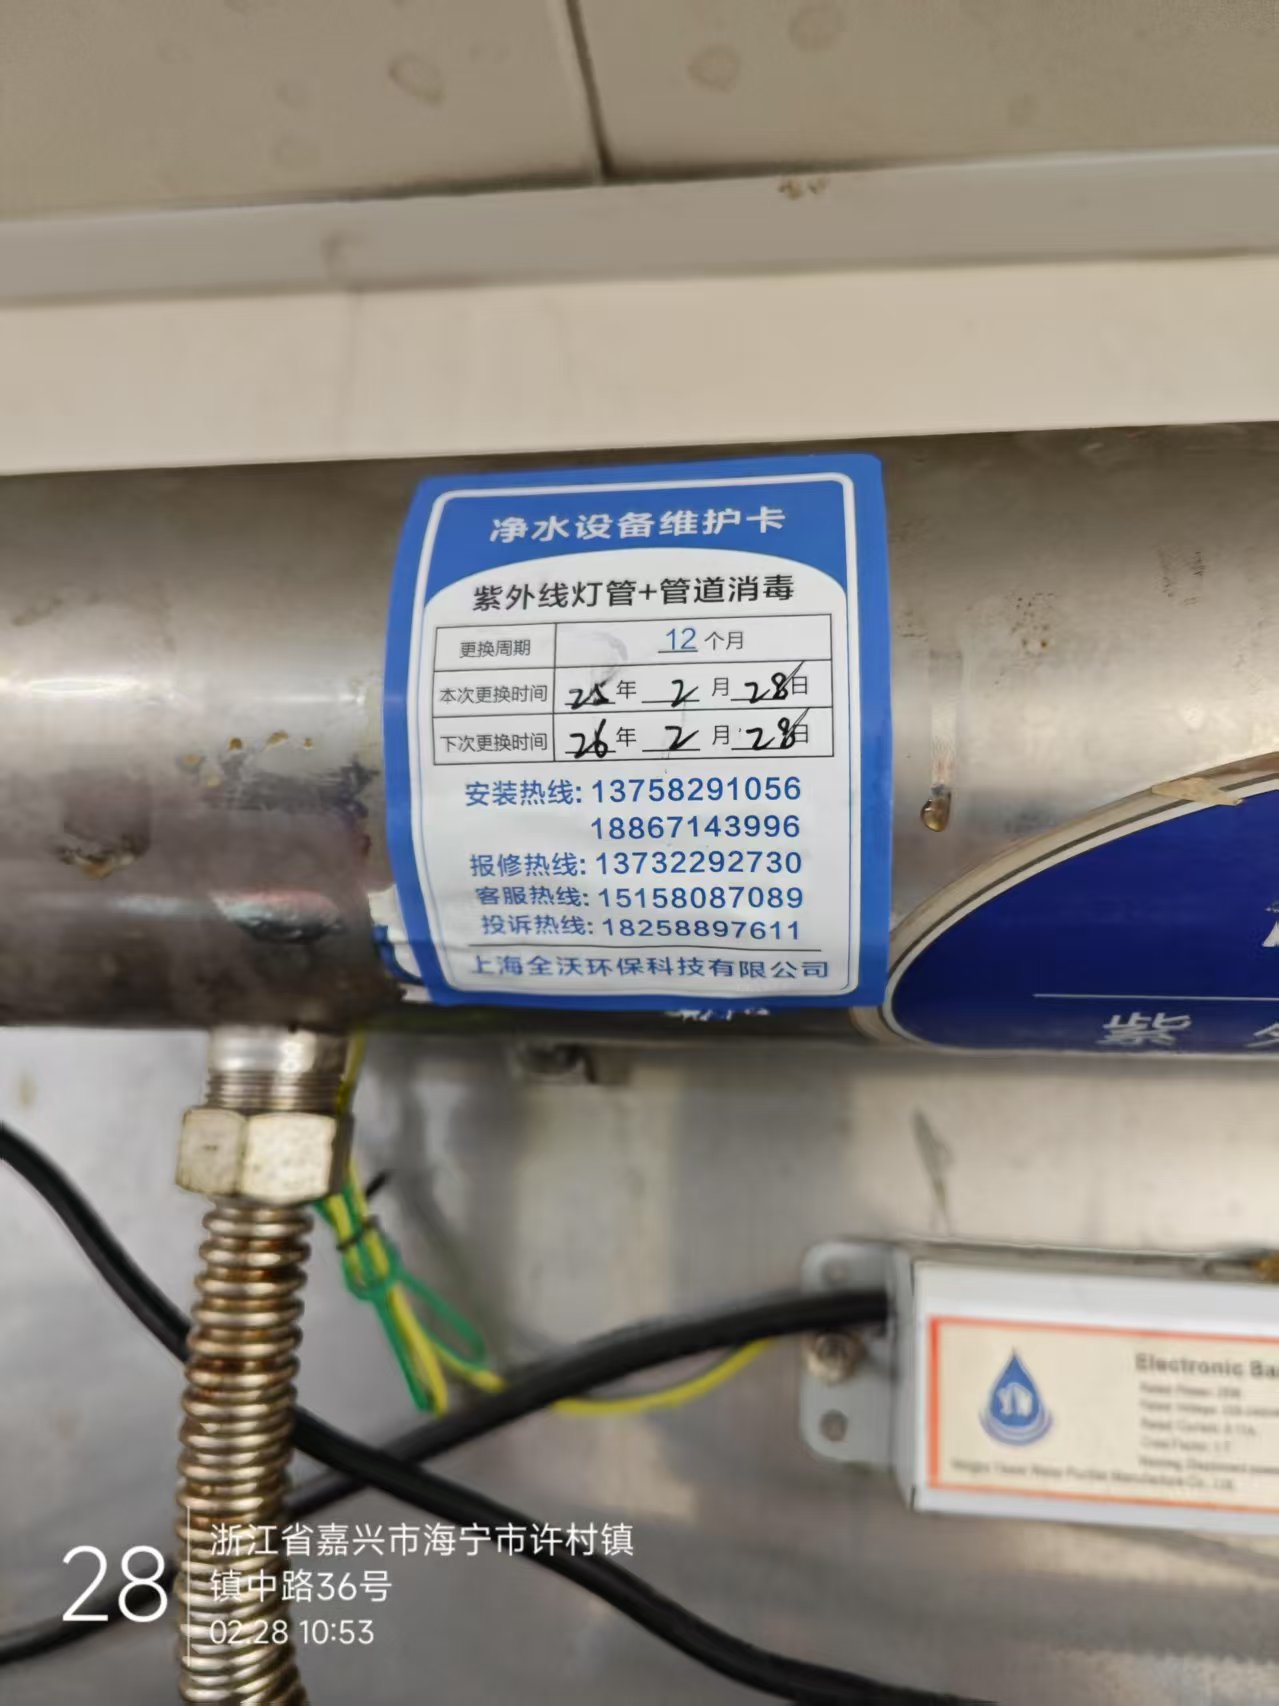 净水设备维护卡
紫外线灯管+管道消毒
更换周期 12 个月
本次更换时间 25 年 2 月 28 日
下次更换时间 26 年 2 月 28 日
安装热线: 13758291056
18867143996
报修热线: 13732292730
客服热线: 15158087089
投诉热线: 18258897611
上海全沃环保科技有限公司
紫
Electronic Ba
28
浙江省嘉兴市海宁市许村镇
镇中路36号
02.28 10:53